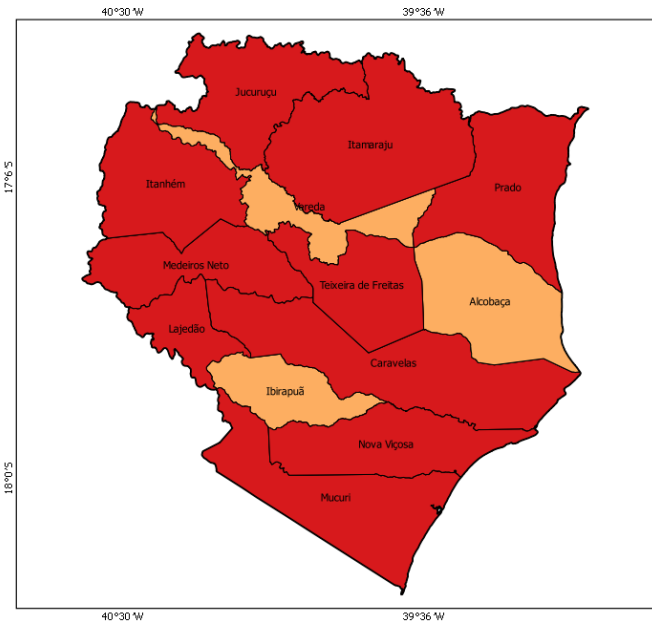 40°30'W 39°36'W
Jucuruçu
Itamaraju
17°6'S
Itanhém
Prado
Vereda
Medeiros Neto
Teixeira de Freitas
Alcobaça
Lajedão
Caravelas
Ibirapuã
Nova Viçosa
18°0'S
Mucuri
40°30'W 39°36'W